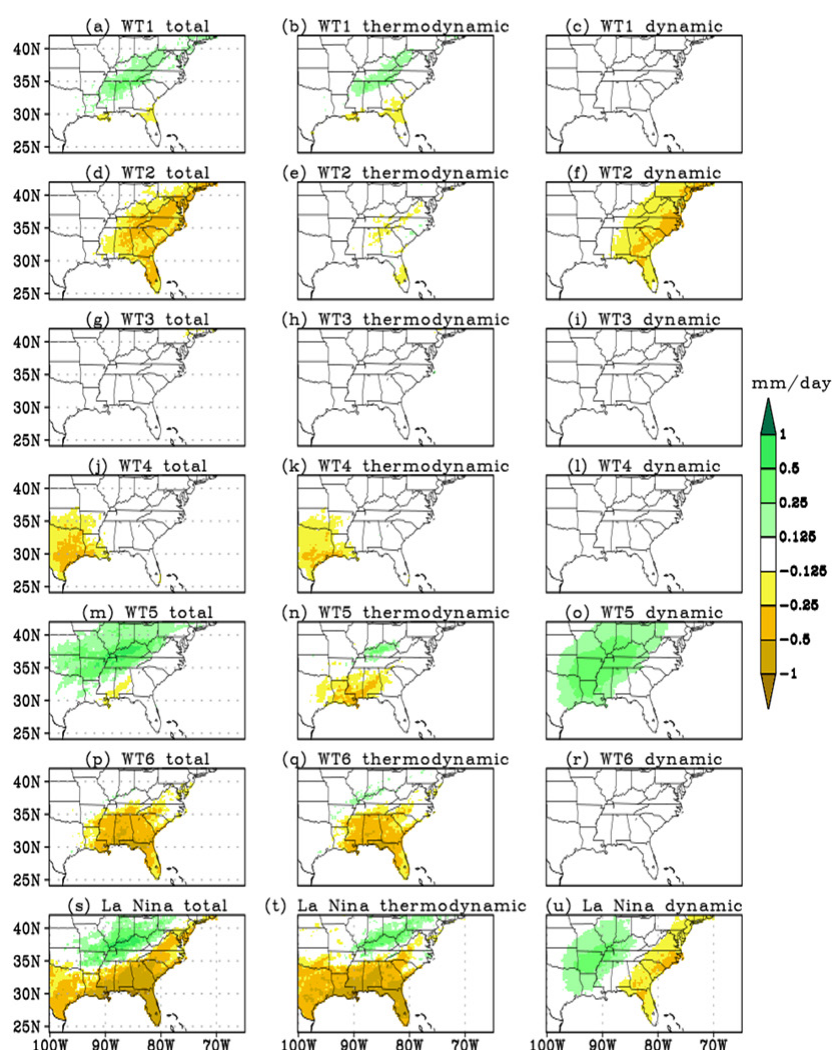 (a) WT1 total (b) WT1 thermodynamic (c) WT1 dynamic
40N
35N
30N
25N
(d) WT2 total (e) WT2 thermodynamic (f) WT2 dynamic
40N
35N
30N
25N
(g) WT3 total (h) WT3 thermodynamic (i) WT3 dynamic
40N
35N
30N
25N
(j) WT4 total (k) WT4 thermodynamic (l) WT4 dynamic
40N
35N
30N
25N
(m) WT5 total (n) WT5 thermodynamic (o) WT5 dynamic
40N
35N
30N
25N
(p) WT6 total (q) WT6 thermodynamic (r) WT6 dynamic
40N
35N
30N
25N
(s) La Nina total (t) La Nina thermodynamic (u) La Nina dynamic
40N
35N
30N
25N
100W 90W 80W 70W 100W 90W 80W 70W 100W 90W 80W 70W
mm/day
1
0.5
0.25
0.125
-0.125
-0.25
-0.5
-1